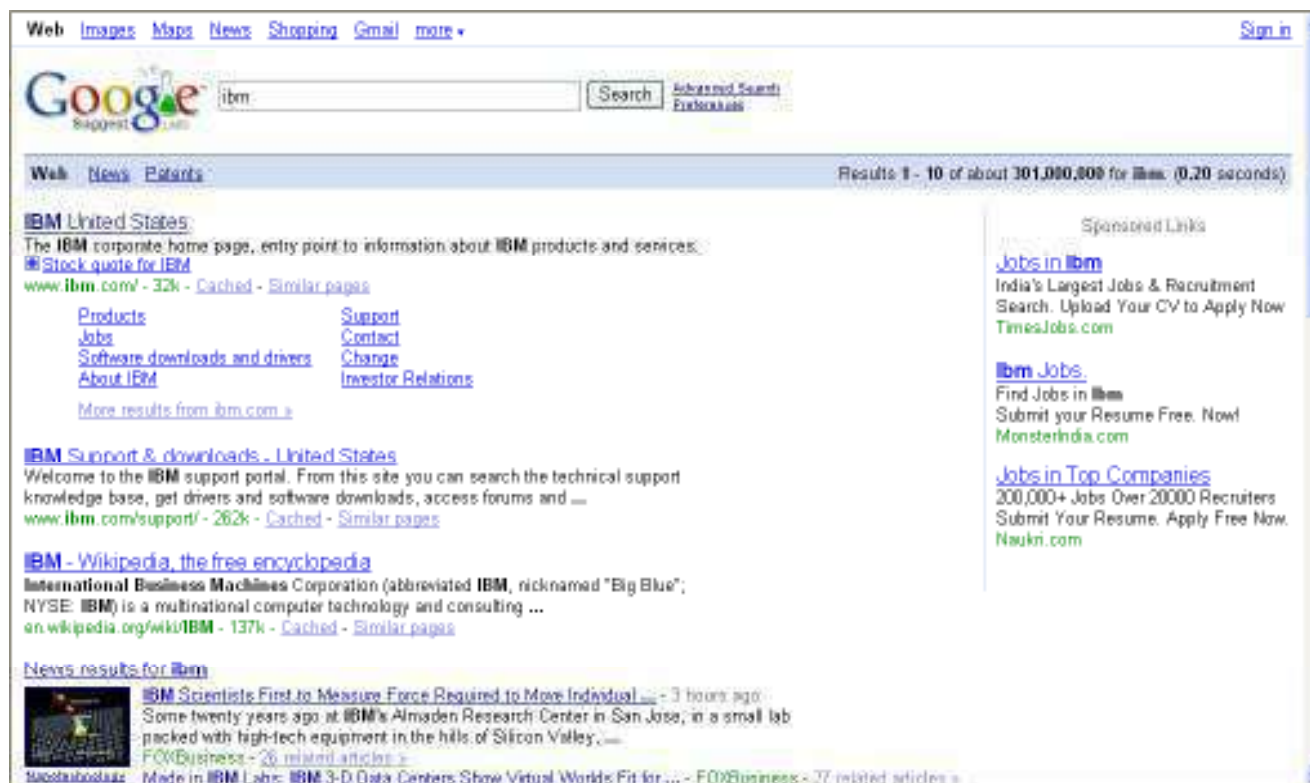 Web Images Maps News Shopping Gmail more
Sign in
Google
Suggest LABS
ibm
Search
Advanced Search
Preferences
Web News Patents
Results 1 - 10 of about 301,000,000 for ibm. (0.20 seconds)
IBM United States
The IBM corporate home page, entry point to information about IBM products and services.
Stock quote for IBM
www.ibm.com/ - 32k - Cached - Similar pages
Products Support
Jobs Contact
Software downloads and drivers Change
About IBM Investor Relations
More results from ibm.com »
IBM Support & downloads - United States
Welcome to the IBM support portal. From this site you can search the technical support
knowledge base, get drivers and software downloads, access forums and ...
www.ibm.com/support/ - 262k - Cached - Similar pages
IBM - Wikipedia, the free encyclopedia
International Business Machines Corporation (abbreviated IBM, nicknamed "Big Blue";
NYSE: IBM) is a multinational computer technology and consulting ...
en.wikipedia.org/wiki/IBM - 137k - Cached - Similar pages
News results for ibm
IBM Scientists First to Measure Force Required to Move Individual ... - 3 hours ago
Some twenty years ago at IBM's Almaden Research Center in San Jose, in a small lab
packed with high-tech equipment in the hills of Silicon Valley, ...
FOXBusiness - 26 related articles »
Made in IBM Labs: IBM 3-D Data Centers Show Virtual Worlds Fit for ... - FOXBusiness - 27 related articles »
Sponsored Links
Jobs in Ibm
India's Largest Jobs & Recruitment
Search. Upload Your CV to Apply Now
TimesJobs.com
Ibm Jobs.
Find Jobs in Ibm
Submit your Resume Free. Now!
MonsterIndia.com
Jobs in Top Companies
200,000+ Jobs Over 20000 Recruiters
Submit Your Resume. Apply Free Now.
Naukri.com